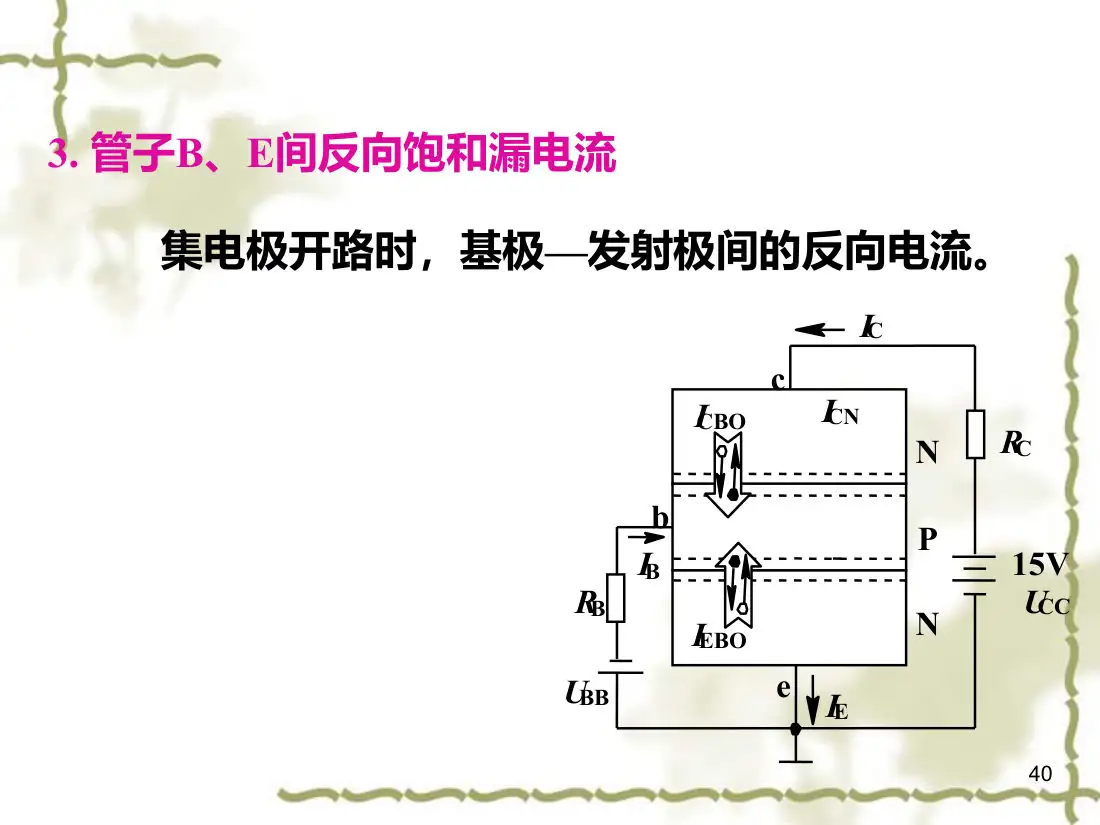 3. 管子B、E间反向饱和漏电流
集电极开路时，基极—发射极间的反向电流。
IC
c
ICBO
ICN
N
RC
b
P
IB
15V
RB
UCC
N
IEBO
UBB
e
IE
40